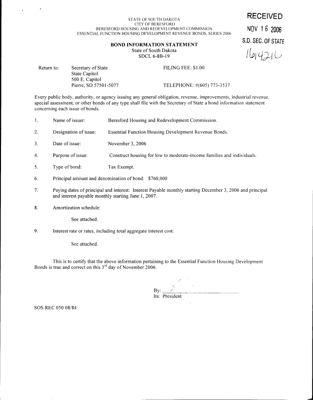 STATE OF SOUTH DAKOTA
CITY OF BERESFORD
BERESFORD HOUSING AND REDEVELOPMENT COMMISSION
ESSENTIAL FUNCTION HOUSING DEVELOPMENT REVENUE BONDS, SERIES 2006
RECEIVED
NOV 16 2006
S.D. SEC. OF STATE
BOND INFORMATION STATEMENT
State of South Dakota
SDCL 6-8B-19
Return to: Secretary of State FILING FEE: $3.00
State Capitol
500 E. Capitol
Pierre, SD 57501-5077 TELEPHONE: #(605) 773-3537
Every public body, authority, or agency issuing any general obligation, revenue, improvements, industrial revenue,
special assessment, or other bonds of any type shall file with the Secretary of State a bond information statement
concerning each issue of bonds.
1. Name of issuer: Beresford Housing and Redevelopment Commission.
2. Designation of issue: Essential Function Housing Development Revenue Bonds.
3. Date of issue: November 3, 2006
4. Purpose of issue: Construct housing for low to moderate-income families and individuals.
5. Type of bond: Tax Exempt.
6. Principal amount and denomination of bond: $760,000
7. Paying dates of principal and interest: Interest Payable monthly starting December 3, 2006 and principal
and interest payable monthly starting June 1, 2007.
8. Amortization schedule:
See attached.
9. Interest rate or rates, including total aggregate interest cost:
See attached.
This is to certify that the above information pertaining to the Essential Function Housing Development
Bonds is true and correct on this 3rd day of November 2006.
By:
Its: President
SOS REC 050 08/84